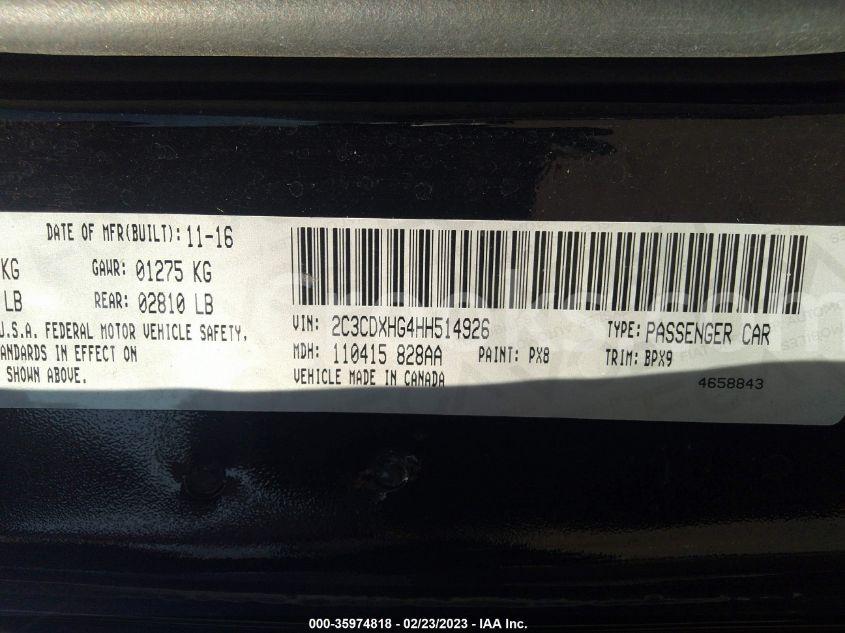 DATE OF MFR(BUILT): 11-16
KG GAWR: 01275 KG
LB REAR: 02810 LB
U.S.A. FEDERAL MOTOR VEHICLE SAFETY,
STANDARDS IN EFFECT ON
SHOWN ABOVE.
VIN: 2C3CDXHG4HH514926 TYPE: PASSENGER CAR
MDH: 110415 828AA PAINT: PX8 TRIM: BPX9
VEHICLE MADE IN CANADA
4658843
000-35974818 - 02/23/2023 - IAA Inc.